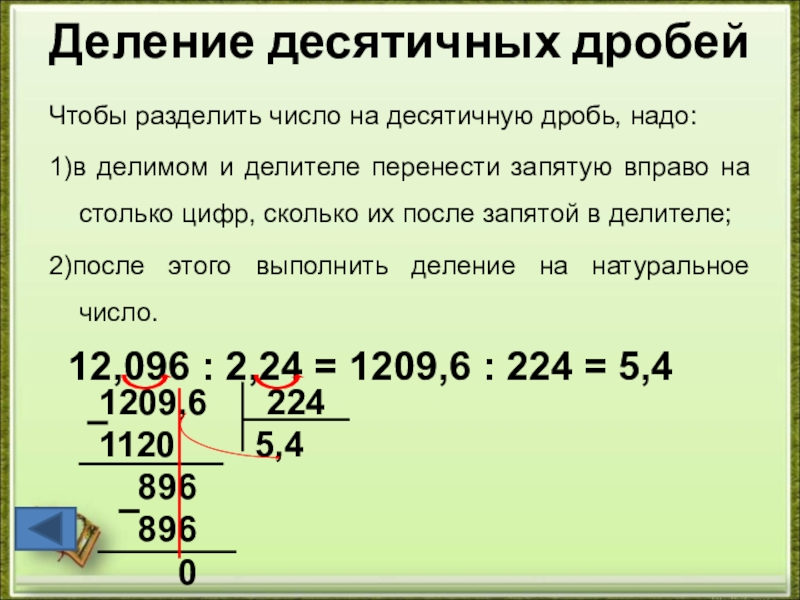 Деление десятичных дробей
Чтобы разделить число на десятичную дробь, надо:
1)в делимом и делителе перенести запятую вправо на
столько цифр, сколько их после запятой в делителе;
2)после этого выполнить деление на натуральное
число.
12,096 : 2,24 = 1209,6 : 224 = 5,4
1209,6 224
_
1120 5,4
896
_
896
0